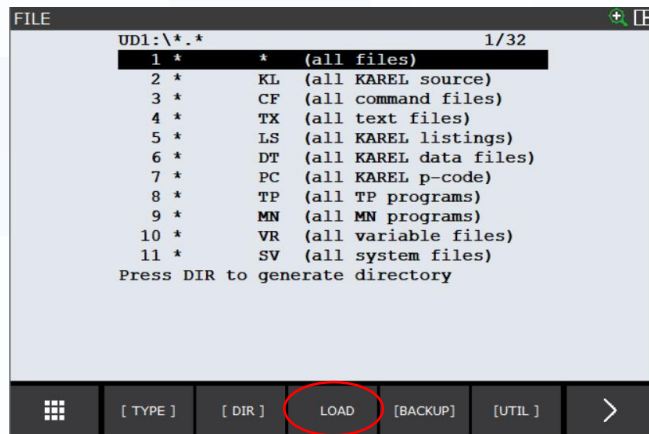 FILE
UD1:\*.* 1/32
1 * * (all files)
2 * KL (all KAREL source)
3 * CF (all command files)
4 * TX (all text files)
5 * LS (all KAREL listings)
6 * DT (all KAREL data files)
7 * PC (all KAREL p-code)
8 * TP (all TP programs)
9 * MN (all MN programs)
10 * VR (all variable files)
11 * SV (all system files)
Press DIR to generate directory
[ TYPE ] [ DIR ] LOAD [BACKUP] [UTIL ] >